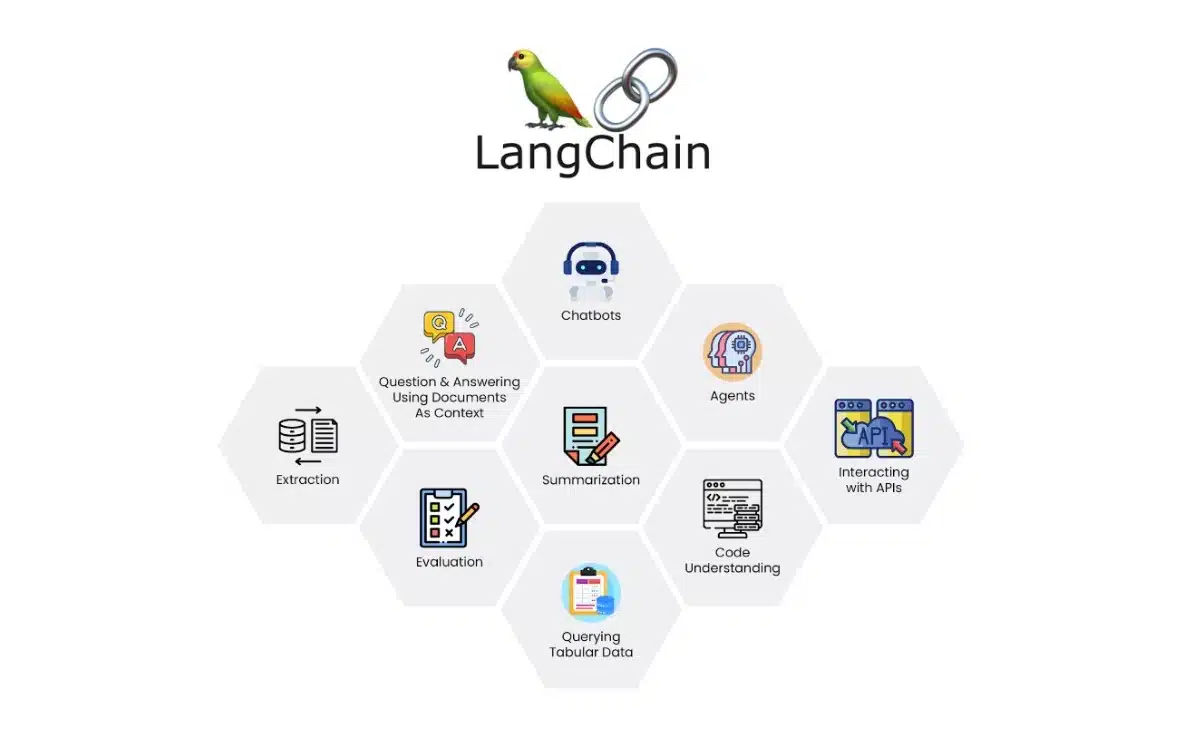 LangChain
Chatbots
Question & Answering
Using Documents
As Context
Q
A
Agents
Extraction
Summarization
API
Interacting
with APIs
Evaluation
</>
Code
Understanding
Querying
Tabular Data